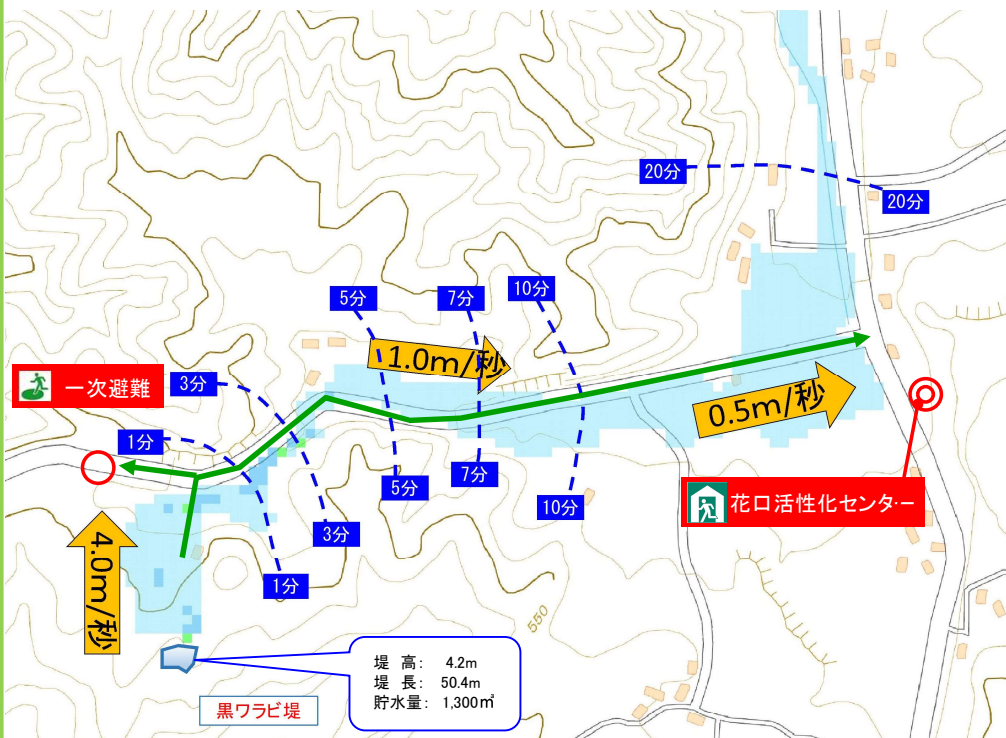 20分
20分
5分
7分
10分
1.0m/秒
一次避難
3分
0.5m/秒
1分
7分
5分
10分
花口活性化センター
3分
4.0m/秒
1分
550
堤 高: 4.2m
堤 長: 50.4m
貯水量: 1,300㎥
黒ワラビ堤